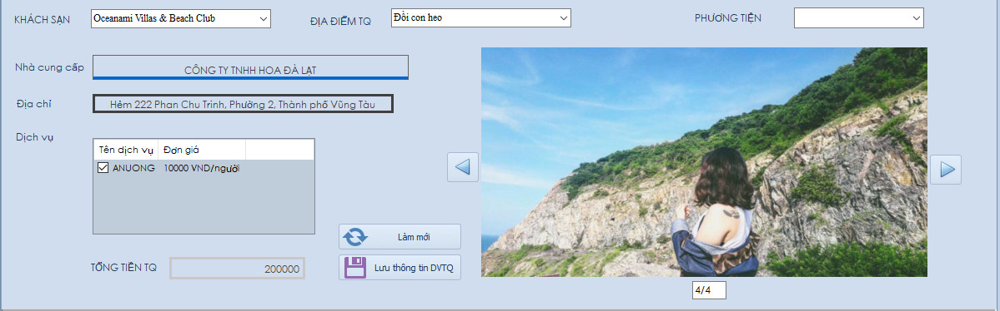 KHÁCH SẠN
Oceanami Villas & Beach Club
ĐỊA ĐIỂM TQ
Đồi con heo
PHƯƠNG TIỆN
Nhà cung cấp
CÔNG TY TNHH HOA ĐÀ LẠT
Địa chỉ
Hẻm 222 Phan Chu Trinh, Phường 2, Thành phố Vũng Tàu
Dịch vụ
Tên dịch vụ
Đơn giá
ANUONG
10000 VND/người
Làm mới
TỔNG TIỀN TQ
200000
Lưu thông tin DVTQ
4/4